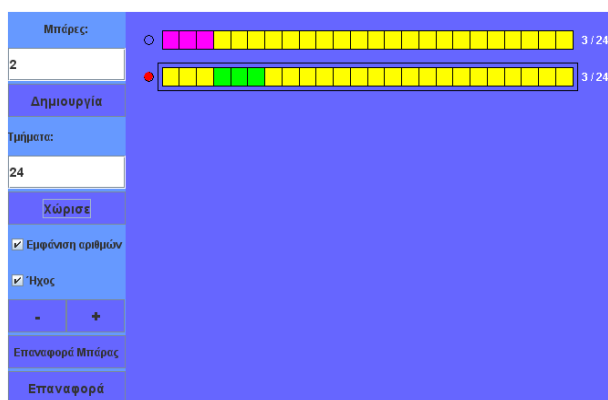 Μπάρες:
2
Δημιουργία
Τμήματα:
24
Χώρισε
Εμφάνιση αριθμών
Ήχος
- +
Επαναφορά Μπάρας
Επαναφορά
3 / 24
3 / 24